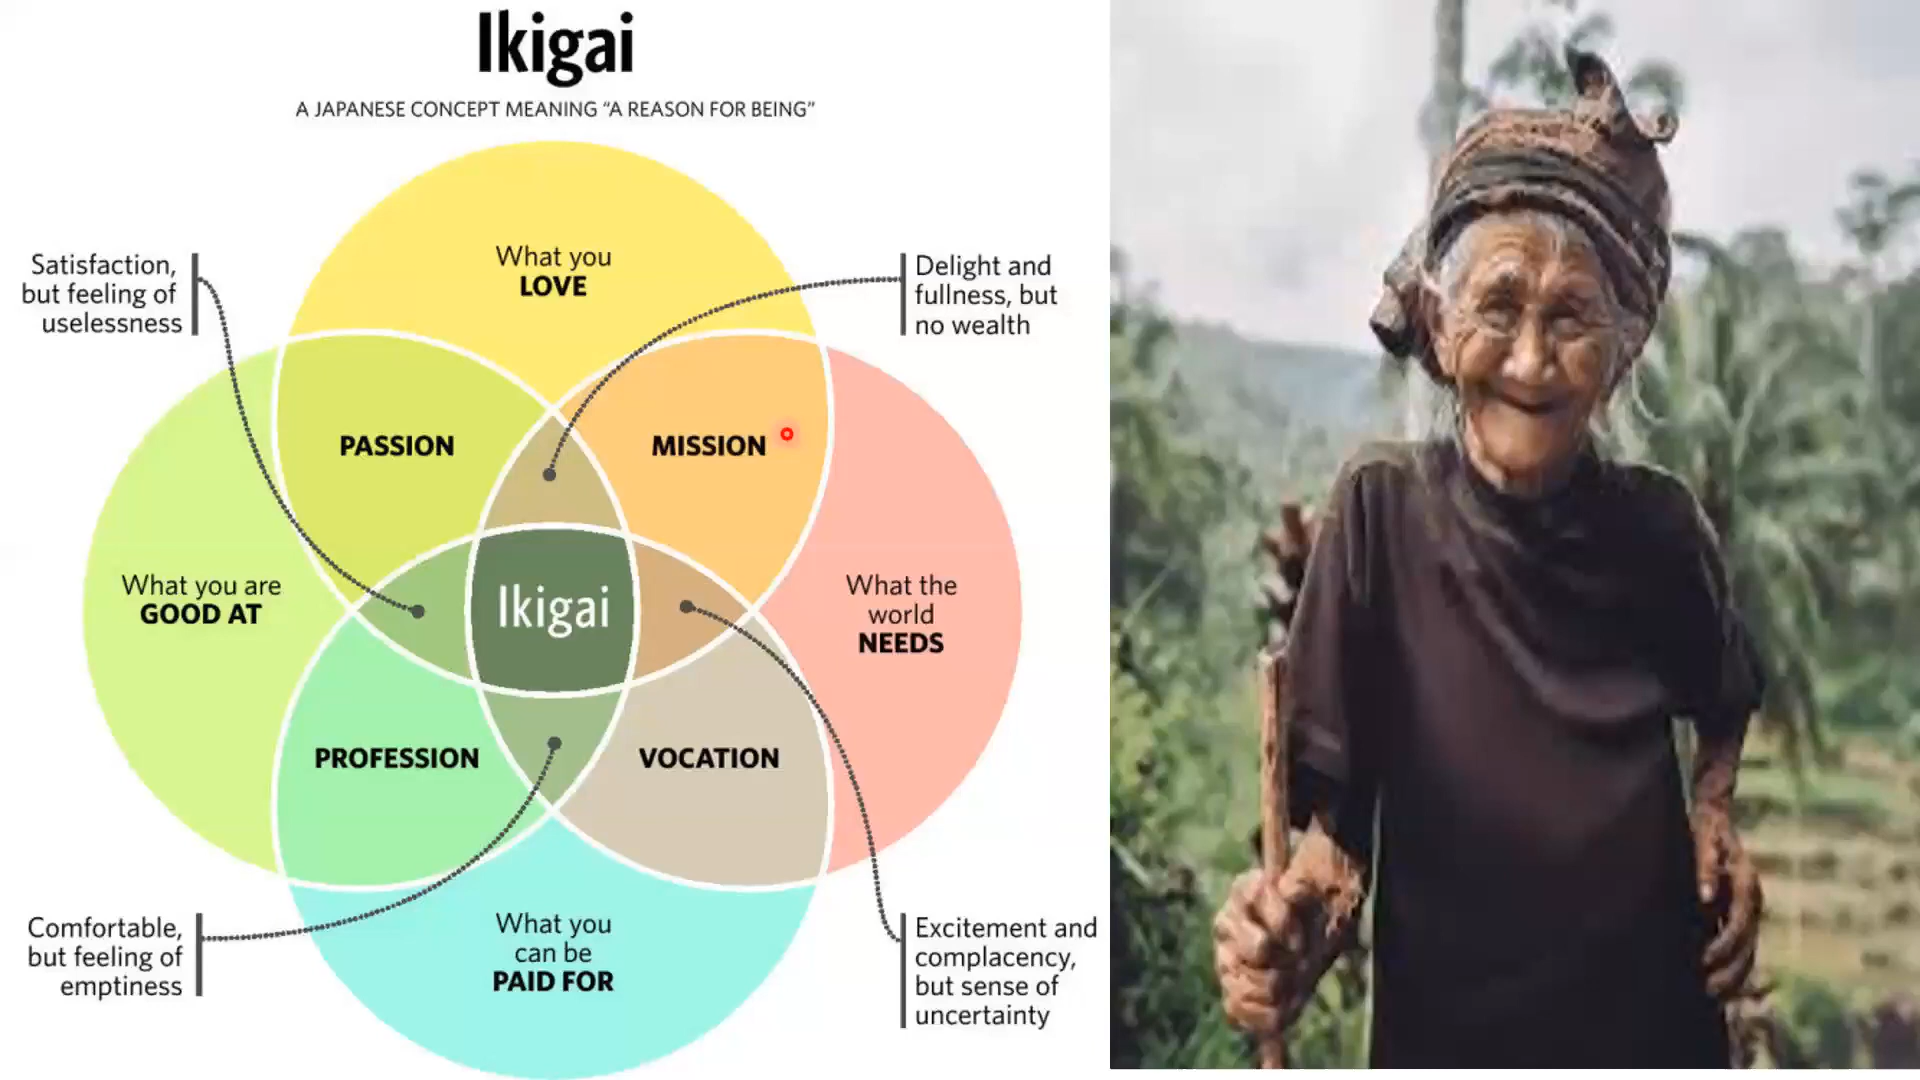 Ikigai
A JAPANESE CONCEPT MEANING “A REASON FOR BEING”
Satisfaction,
but feeling of
uselessness
What you
LOVE
Delight and
fullness, but
no wealth
PASSION
MISSION
What you are
GOOD AT
Ikigai
What the
world
NEEDS
PROFESSION
VOCATION
Comfortable,
but feeling of
emptiness
What you
can be
PAID FOR
Excitement and
complacency,
but sense of
uncertainty